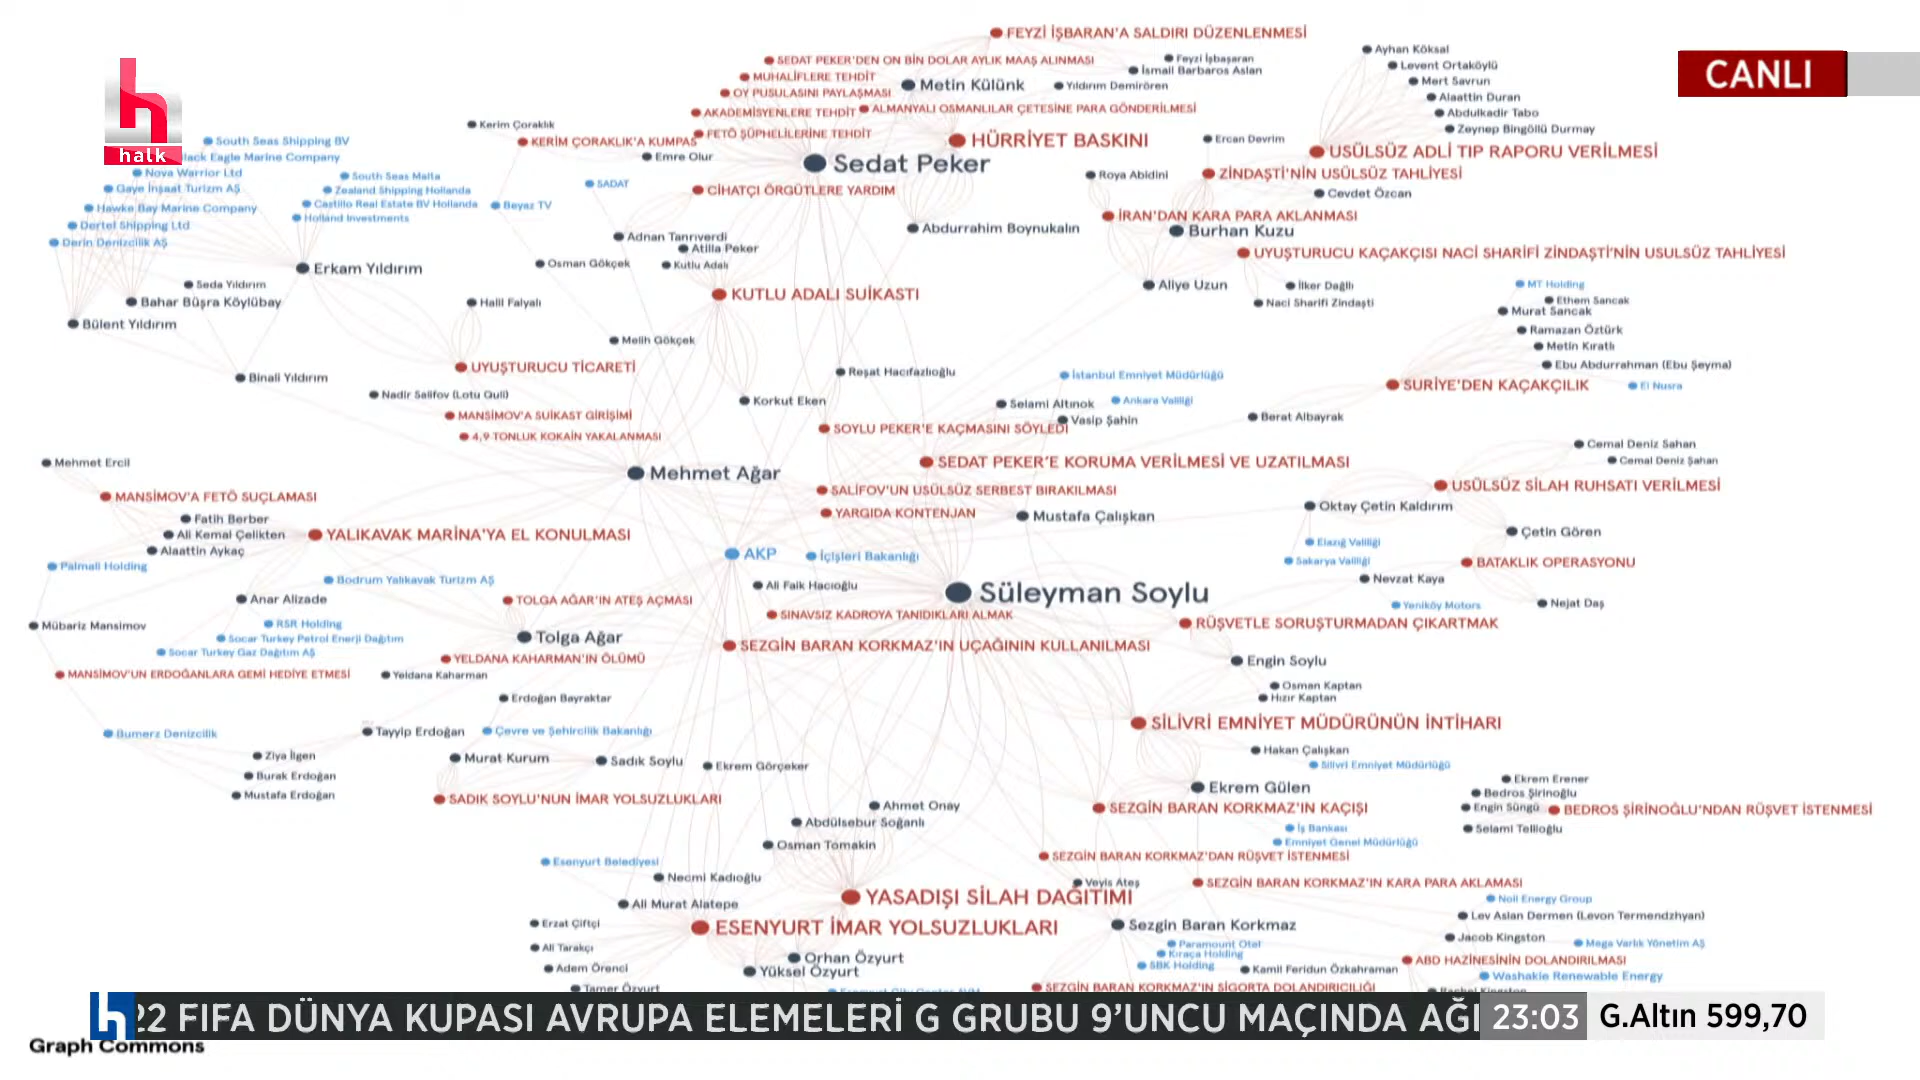 FEYZİ İŞBARAN'A SALDIRI DÜZENLENMESİ
CANLI
h
halk
SEDAT PEKER'DEN ON BİN DOLAR AYLIK MAAŞ ALINMASI
Feyzi İşbaşaran
İsmail Barbaros Aslan
MUHALİFLERE TEHDİT
Metin Külünk
Yıldırım Demirören
OY PUSULASINI PAYLAŞMASI
AKADEMİSYENLERE TEHDİT
ALMANYALI OSMANLILAR ÇETESİNE PARA GÖNDERİLMESİ
Kerim Çoraklık
KERİM ÇORAKLIK'A KUMPAS
FETÖ ŞÜPHELİLERİNE TEHDİT
HÜRRİYET BASKINI
Emre Olur
Sedat Peker
SADAT
CİHATÇI ÖRGÜTLERE YARDIM
Beyaz TV
Abdurrahim Boynukalın
Adnan Tanrıverdi
Atilla Peker
Osman Gökçek
Kutlu Adalı
KUTLU ADALI SUİKASTI
Ayhan Köksal
Levent Ortaköylü
Mert Savrun
Alaattin Duran
Abdulkadir Tabo
Zeynep Bingöllü Durmay
Ercan Devrim
USÜLSÜZ ADLİ TIP RAPORU VERİLMESİ
Roya Abidini
ZİNDAŞTİ'NİN USÜLSÜZ TAHLİYESİ
Cevdet Özcan
İRAN'DAN KARA PARA AKLANMASI
Burhan Kuzu
UYUŞTURUCU KAÇAKÇISI NACİ SHARİFİ ZİNDAŞTİ'NİN USULSÜZ TAHLİYESİ
Aliye Uzun
İlker Dağlı
Naci Sharifi Zindaşti
South Seas Shipping BV
lack Eagle Marine Company
Nova Warrior Ltd
Gaye İnşaat Turizm AŞ
Hawke Bay Marine Company
Dertel Shipping Ltd
Derin Denizcilik AŞ
South Seas Malta
Zealand Shipping Hollanda
Castillo Real Estate BV Hollanda
Holland Investments
Erkam Yıldırım
Seda Yıldırım
Bahar Büşra Köylübay
Bülent Yıldırım
Halil Falyalı
Binali Yıldırım
Melih Gökçek
UYUŞTURUCU TİCARETİ
Nadir Salifov (Lotu Quli)
MANSİMOV'A SUİKAST GİRİŞİMİ
4,9 TONLUK KOKAİN YAKALANMASI
Reşat Hacıfazlıoğlu
Korkut Eken
İstanbul Emniyet Müdürlüğü
Selami Altınok
Ankara Valiliği
Vasip Şahin
SOYLU PEKER'E KAÇMASINI SÖYLEDİ
Berat Albayrak
MT Holding
Ethem Sancak
Murat Sancak
Ramazan Öztürk
Metin Kıratlı
Ebu Abdurrahman (Ebu Şeyma)
SURİYE'DEN KAÇAKÇILIK
El Nusra
Mehmet Ağar
SEDAT PEKER'E KORUMA VERİLMESİ VE UZATILMASI
SALİFOV'UN USÜLSÜZ SERBEST BIRAKILMASI
YARGIDA KONTENJAN
Mustafa Çalışkan
Cemal Deniz Sahan
Cemal Deniz Şahan
USÜLSÜZ SİLAH RUHSATI VERİLMESİ
Oktay Çetin Kaldırım
Çetin Gören
Elazığ Valiliği
Sakarya Valiliği
BATAKLIK OPERASYONU
Nevzat Kaya
Yeniköy Motors
Nejat Daş
RÜŞVETLE SORUŞTURMADAN ÇIKARTMAK
Mehmet Ercil
MANSİMOV'A FETÖ SUÇLAMASI
Fatih Berber
Ali Kemal Çelikten
Alaattin Aykaç
YALIKAVAK MARİNA'YA EL KONULMASI
Palmali Holding
Bodrum Yalıkavak Turizm AŞ
Anar Alizade
Mübariz Mansimov
RSR Holding
Socar Turkey Petrol Enerji Dağıtım
Socar Turkey Gaz Dağıtım AŞ
MANSİMOV'UN ERDOĞANLARA GEMİ HEDİYE ETMESİ
TOLGA AĞAR'IN ATEŞ AÇMASI
Tolga Ağar
YELDANA KAHARMAN'IN ÖLÜMÜ
Yeldana Kaharman
AKP
İçişleri Bakanlığı
Ali Faik Hacıoğlu
Süleyman Soylu
SINAVSIZ KADROYA TANIDIKLARI ALMAK
SEZGİN BARAN KORKMAZ'IN UÇAĞININ KULLANILMASI
Engin Soylu
Osman Kaptan
Hızır Kaptan
SİLİVRİ EMNİYET MÜDÜRÜNÜN İNTİHARI
Hakan Çalışkan
Silivri Emniyet Müdürlüğü
Erdoğan Bayraktar
Bumerz Denizcilik
Tayyip Erdoğan
Çevre ve Şehircilik Bakanlığı
Ziya İlgen
Burak Erdoğan
Mustafa Erdoğan
Murat Kurum
Sadık Soylu
Ekrem Görçeker
SADIK SOYLU'NUN İMAR YOLSUZLUKLARI
Ekrem Gülen
SEZGİN BARAN KORKMAZ'IN KAÇIŞI
İş Bankası
Emniyet Genel Müdürlüğü
Ekrem Erener
Bedros Şirinoğlu
Engin Süngü
BEDROS ŞİRİNOĞLU'NDAN RÜŞVET İSTENMESİ
Selami Tellioğlu
Ahmet Onay
Abdülsebur Soğanlı
Osman Tomakin
Esenyurt Belediyesi
Necmi Kadıoğlu
Ali Murat Alatepe
YASADIŞI SİLAH DAĞITIMI
ESENYURT İMAR YOLSUZLUKLARI
Erzat Çiftçi
Ali Tarakçı
Adem Örenci
Tamer Özyurt
Orhan Özyurt
Yüksel Özyurt
SEZGİN BARAN KORKMAZ'DAN RÜŞVET İSTENMESİ
Veyis Ateş
SEZGİN BARAN KORKMAZ'IN KARA PARA AKLAMASI
Noil Energy Group
Lev Aslan Dermen (Levon Termendzhyan)
Sezgin Baran Korkmaz
Jacob Kingston
Mega Varlık Yönetim AŞ
Paramount Otel
Kıraça Holding
SBK Holding
Kamil Feridun Özkahraman
ABD HAZİNESİNİN DOLANDIRILMASI
Washakie Renewable Energy
SEZGİN BARAN KORKMAZ'IN SİGORTA DOLANDIRICILIĞI
h 22 FIFA DÜNYA KUPASI AVRUPA ELEMELERİ G GRUBU 9'UNCU MAÇINDA AĞI
23:03
G.Altın 599,70
Graph Commons